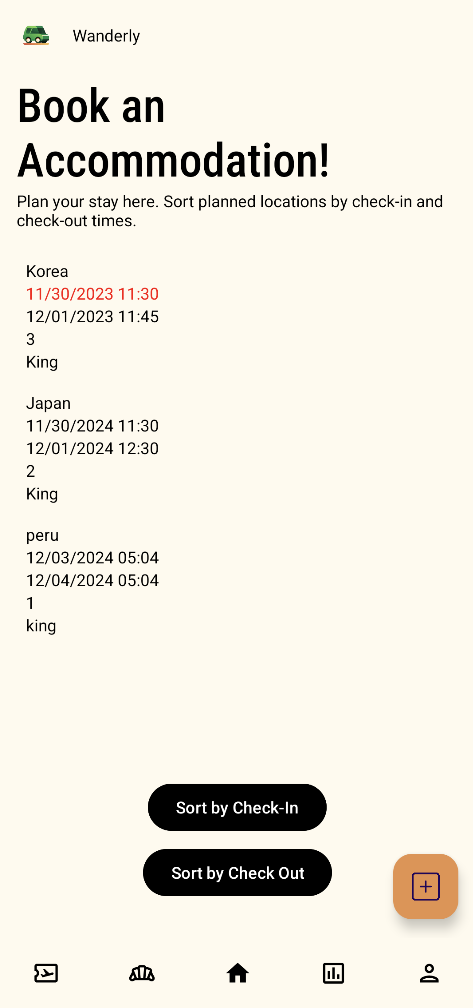 Wanderly
Book an
Accommodation!
Plan your stay here. Sort planned locations by check-in and
check-out times.
Korea
11/30/2023 11:30
12/01/2023 11:45
3
King
Japan
11/30/2024 11:30
12/01/2024 12:30
2
King
peru
12/03/2024 05:04
12/04/2024 05:04
1
king
Sort by Check-In
Sort by Check Out